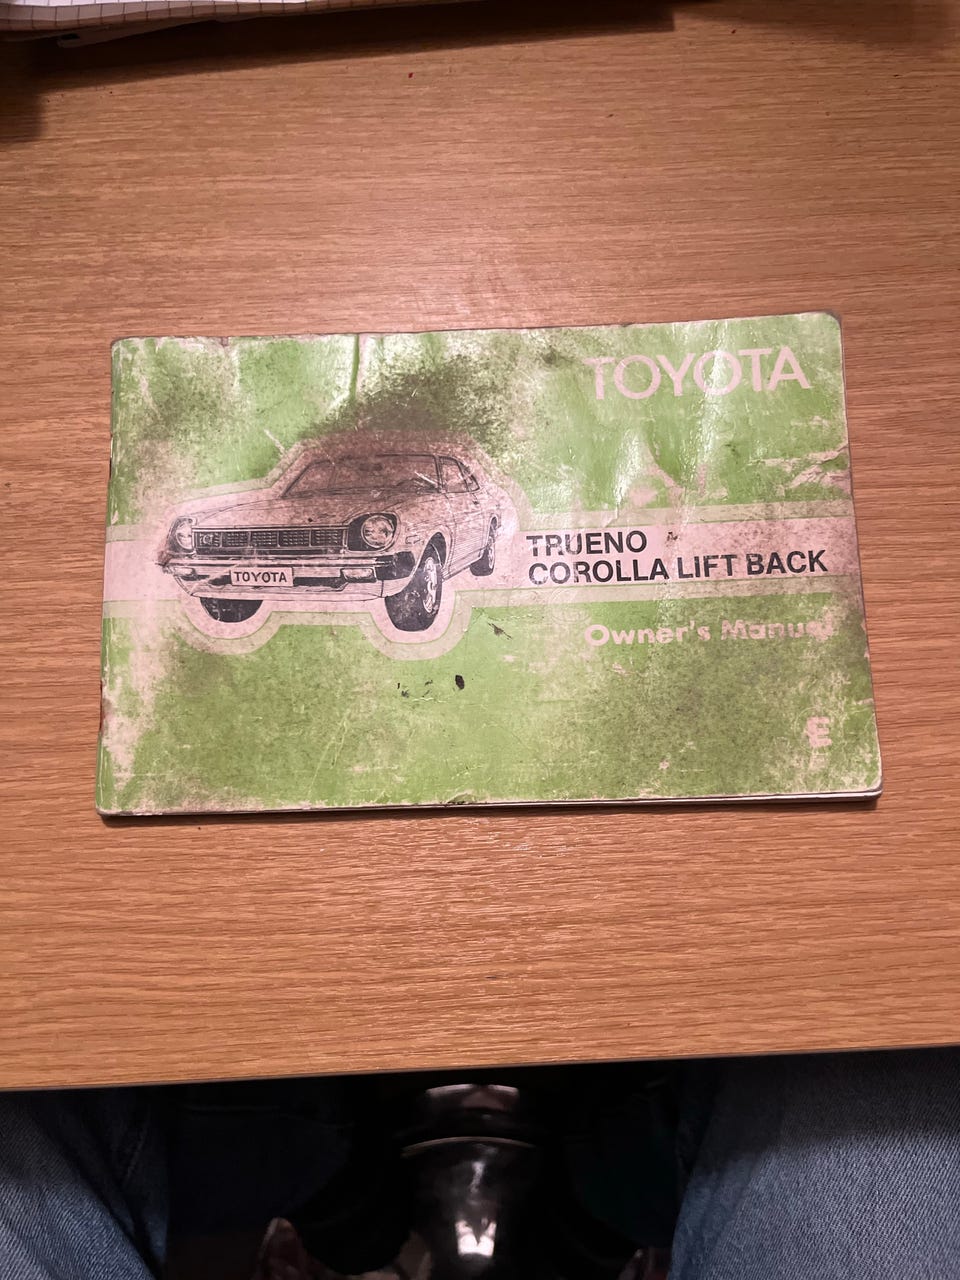 TOYOTA
TRUENO
COROLLA LIFT BACK
TOYOTA
Owner's Manual
E